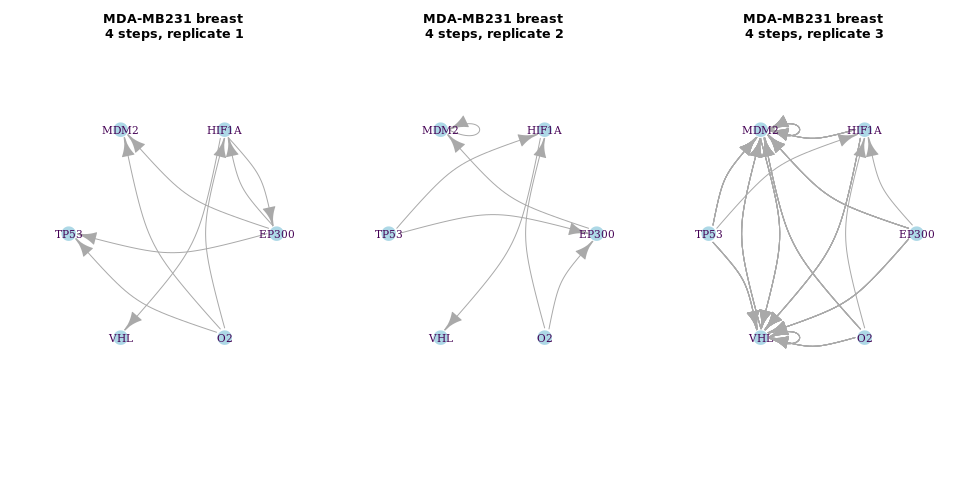 MDA-MB231 breast
4 steps, replicate 1
MDM2
HIF1A
TP53
EP300
VHL
O2
MDA-MB231 breast
4 steps, replicate 2
MDM2
HIF1A
TP53
EP300
VHL
O2
MDA-MB231 breast
4 steps, replicate 3
MDM2
HIF1A
TP53
EP300
VHL
O2